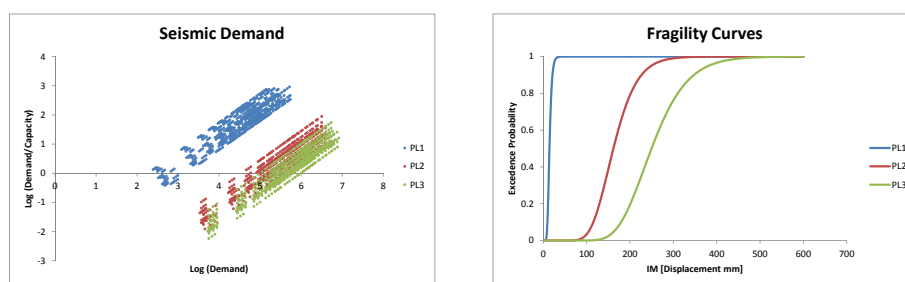 Seismic Demand
Log (Demand/Capacity)
4
3
2
1
0
-1
-2
-3
0 1 2 3 4 5 6 7 8
Log (Demand)
PL1
PL2
PL3
Fragility Curves
Excedence Probability
1
0.8
0.6
0.4
0.2
0
0 100 200 300 400 500 600 700
IM [Displacement mm]
PL1
PL2
PL3